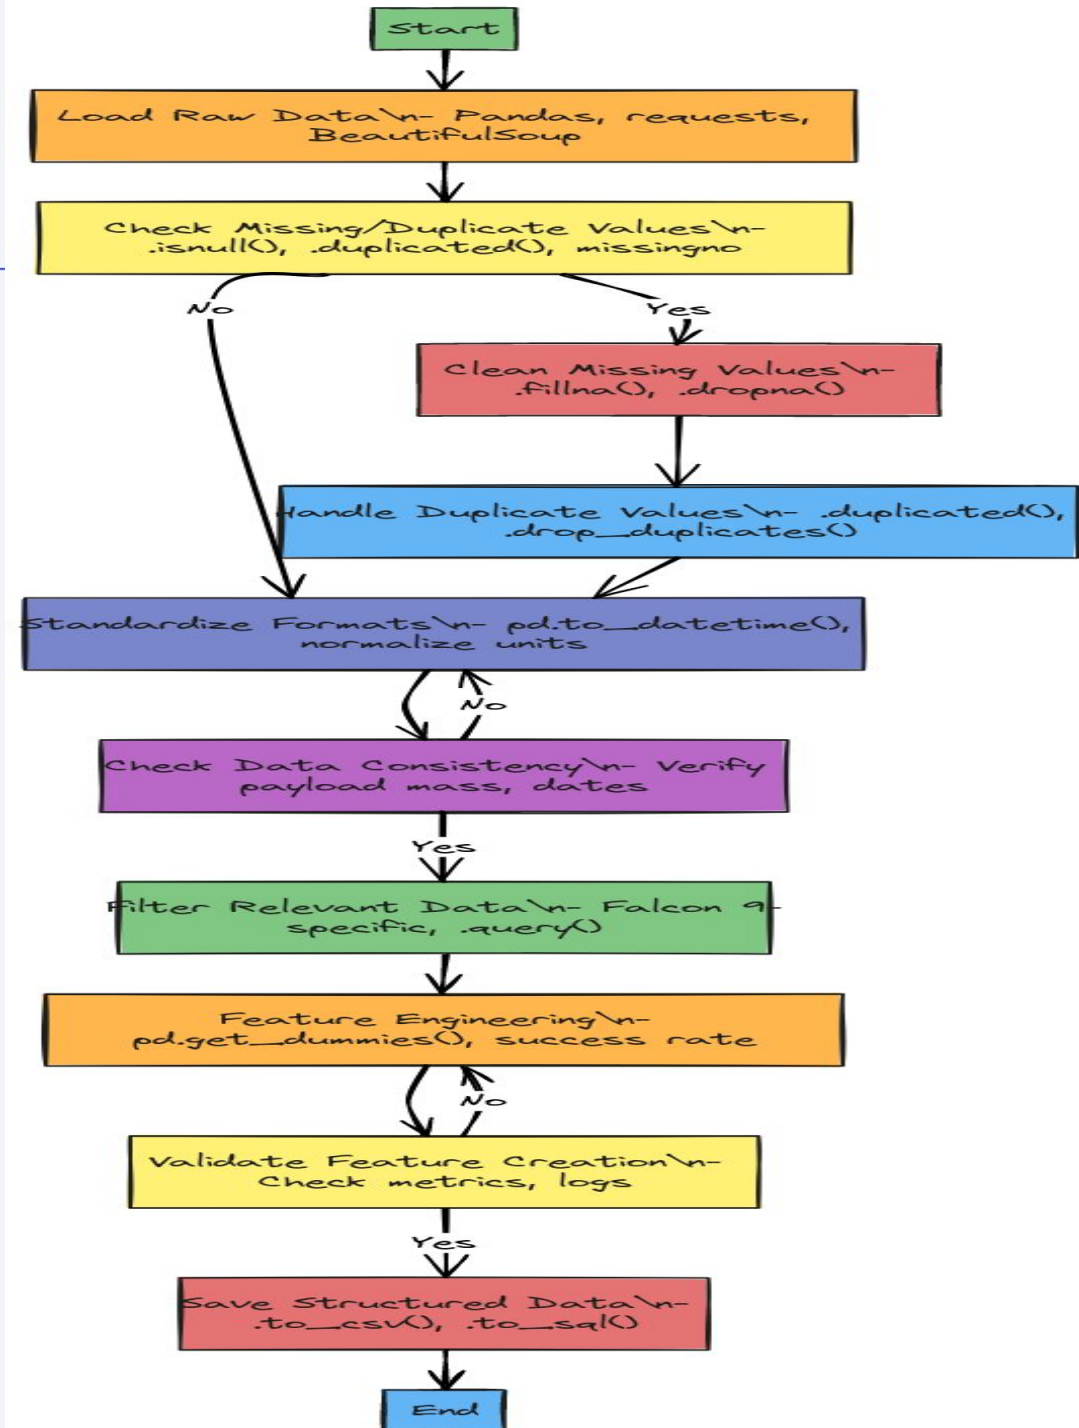 Start
Load Raw Data\n- Pandas, requests,
BeautifulSoup
Check Missing/Duplicate Values\n-
.isnull(), .duplicated(), missingno
No
Yes
Clean Missing Values\n-
.fillna(), .dropna()
Handle Duplicate Values\n- .duplicated(),
.drop_duplicates()
Standardize Formats\n- pd.to_datetime(),
normalize units
No
Check Data Consistency\n- Verify
payload mass, dates
Yes
Filter Relevant Data\n- Falcon 9-
specific, .query()
Feature Engineering\n-
pd.get_dummies(), success rate
No
Validate Feature Creation\n-
Check metrics, logs
Yes
Save Structured Data\n-
.to_csv(), .to_sql()
End